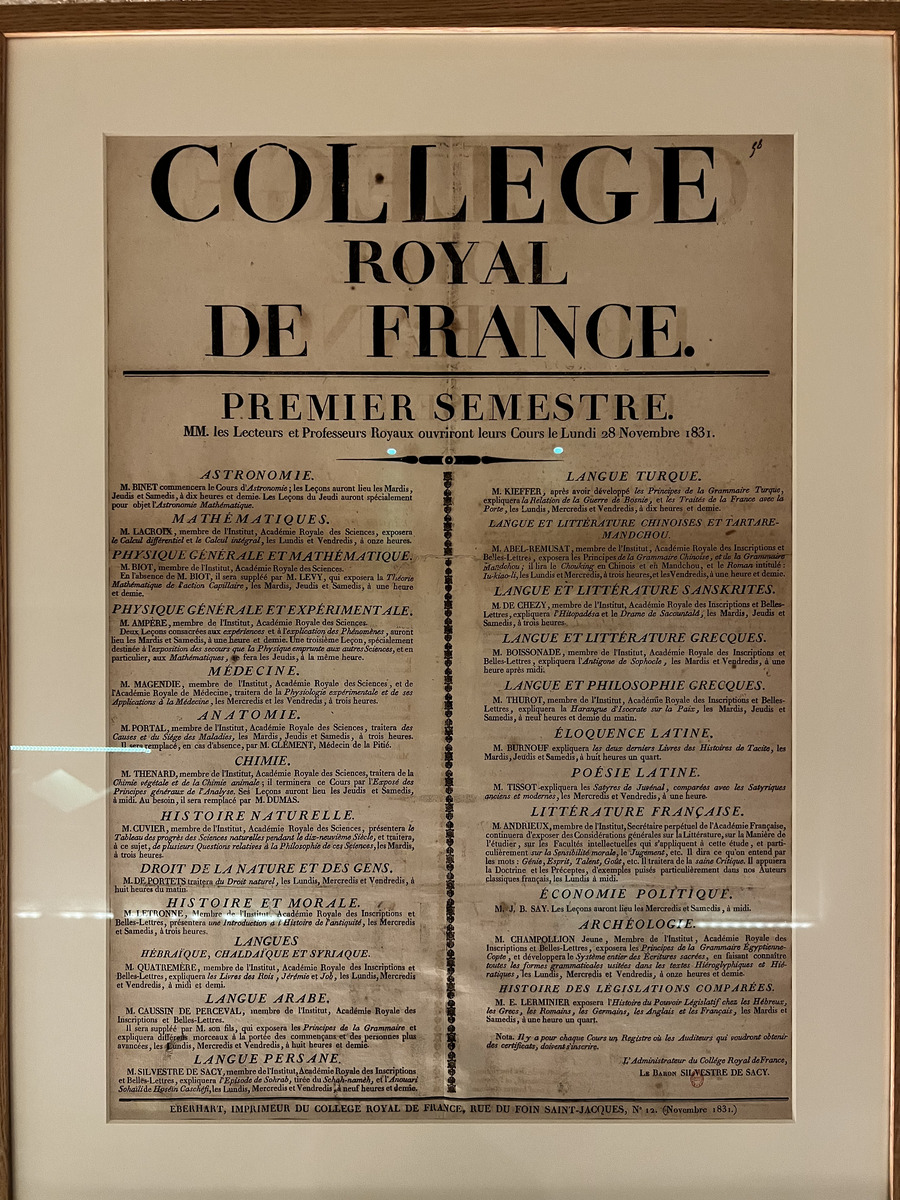 COLLEGE
ROYAL
DE FRANCE.
PREMIER SEMESTRE.
MM. les Lecteurs et Professeurs Royaux ouvriront leurs Cours le Lundi 28 Novembre 1831.
ASTRONOMIE.
M. BINET commencera le Cours d'Astronomie; les Leçons auront lieu les Mardis,
Jeudis et Samedis, à dix heures et demie. Les Leçons du Jeudi auront spécialement
pour objet l'Astronomie Mathématique.
MATHÉMATIQUES.
M. LACROIX, membre de l'Institut, Académie Royale des Sciences, exposera
le Calcul différentiel et le Calcul intégral, les Lundis et Vendredis, à onze heures.
PHYSIQUE GÉNÉRALE ET MATHÉMATIQUE.
M. BIOT, membre de l'Institut, Académie Royale des Sciences.
En l'absence de M. BIOT, il sera suppléé par M. LEVY, qui exposera la Théorie
Mathématique de l'action Capillaire, les Mardis, Jeudis et Samedis, à une heure
et demie.
PHYSIQUE GÉNÉRALE ET EXPÉRIMENTALE.
M. AMPÈRE, membre de l'Institut, Académie Royale des Sciences.
Deux Leçons consacrées aux expériences et à l'explication des Phénomènes, auront
lieu les Mardis et Samedis, à une heure et demie. Une troisième Leçon, spécialement
destinée à l'exposition des secours que la Physique emprunte aux autres Sciences, et en
particulier, aux Mathématiques, se fera les Jeudis, à la même heure.
MÉDECINE.
M. MAGENDIE, membre de l'Institut, Académie Royale des Sciences, et de
l'Académie Royale de Médecine, traitera de la Physiologie expérimentale et de ses
Applications à la Médecine, les Mercredis et les Vendredis, à trois heures.
ANATOMIE.
M. PORTAL, membre de l'Institut, Académie Royale des Sciences, traitera des
Causes et du Siége des Maladies, les Mardis, Jeudis et Samedis, à trois heures.
Il sera remplacé, en cas d'absence, par M. CLÉMENT, Médecin de la Pitié.
CHIMIE.
M. THENARD, membre de l'Institut, Académie Royale des Sciences, traitera de la
Chimie végétale et de la Chimie animale; il terminera ce Cours par l'Exposé des
Principes généraux de l'Analyse. Ses Leçons auront lieu les Jeudis et Samedis,
à midi. Au besoin, il sera remplacé par M. DUMAS.
HISTOIRE NATURELLE.
M. CUVIER, membre de l'Institut, Académie Royale des Sciences, présentera le
Tableau des progrès des Sciences naturelles pendant le dix-neuvième Siècle, et traitera,
à ce sujet, de plusieurs Questions relatives à la Philosophie de ces Sciences, les Mardis,
à trois heures.
DROIT DE LA NATURE ET DES GENS.
M. DE PORTETS traitera du Droit naturel, les Lundis, Mercredis et Vendredis, à
huit heures du matin.
HISTOIRE ET MORALE.
M. LETRONNE, Membre de l'Institut, Académie Royale des Inscriptions et
Belles-Lettres, présentera une Introduction à l'Histoire de l'antiquité, les Mercredis
et Samedis, à trois heures.
LANGUES
HÉBRAÏQUE, CHALDAÏQUE ET SYRIAQUE.
M. QUATREMÈRE, membre de l'Institut, Académie Royale des Inscriptions et
Belles-Lettres, expliquera les Livres des Rois, Jérémie et Job, les Lundis, Mercredis
et Vendredis, à midi et demi.
LANGUE ARABE.
M. CAUSSIN DE PERCEVAL, membre de l'Institut, Académie Royale des
Inscriptions et Belles-Lettres.
Il sera suppléé par M. son fils, qui exposera les Principes de la Grammaire et
expliquera différens morceaux à la portée des commençans et des personnes plus
avancées, les Lundis, Mercredis et Vendredis, à huit heures et demie.
LANGUE PERSANE.
M. SILVESTRE DE SACY, membre de l'Institut, Académie Royale des Inscriptions
et Belles-Lettres, expliquera l'Episode de Sohrab, tirée du Schah-namèh, et l'Anouari
Sohaïli de Hoséin Caschéfi, les Lundis, Mercredis et Vendredis, à neuf heures et demie.
LANGUE TURQUE.
M. KIEFFER, après avoir développé les Principes de la Grammaire Turque,
expliquera la Relation de la Guerre de Bosnie, et les Traités de la France avec la
Porte, les Lundis, Mercredis et Vendredis, à dix heures et demie.
LANGUE ET LITTÉRATURE CHINOISES ET TARTARE-
MANDCHOU.
M. ABEL-REMUSAT, membre de l'Institut, Académie Royale des Inscriptions et
Belles-Lettres, exposera les Principes de la Grammaire Chinoise, et de la Grammaire
Mandchou; il lira le Chouking en Chinois et en Mandchou, et le Roman intitulé:
Iu-kiao-li, les Lundis et Mercredis, à trois heures, et les Vendredis, à une heure et demie.
LANGUE ET LITTÉRATURE SANSKRITES.
M. DE CHEZY, membre de l'Institut, Académie Royale des Inscriptions et Belles-
Lettres, expliquera l'Hitopadésa et le Drame de Sacountalâ, les Mardis, Jeudis et
Samedis, à trois heures.
LANGUE ET LITTÉRATURE GRECQUES.
M. BOISSONADE, membre de l'Institut, Académie Royale des Inscriptions et
Belles-Lettres, expliquera l'Antigone de Sophocle, les Mardis et Vendredis, à une
heure après midi.
LANGUE ET PHILOSOPHIE GRECQUES.
M. THUROT, membre de l'Institut, Académie Royale des Inscriptions et Belles-
Lettres, expliquera la Harangue d'Isocrate sur la Paix, les Mardis, Jeudis et
Samedis, à neuf heures et demie du matin.
ÉLOQUENCE LATINE.
M. BURNOUF expliquera les deux derniers Livres des Histoires de Tacite, les
Mardis, Jeudis et Samedis, à huit heures un quart.
POÉSIE LATINE.
M. TISSOT expliquera les Satyres de Juvénal, comparées avec les Satyriques
anciens et modernes, les Mercredis et Vendredis, à une heure.
LITTÉRATURE FRANÇAISE.
M. ANDRIEUX, membre de l'Institut, Secrétaire perpétuel de l'Académie Française,
continuera d'exposer des Considérations générales sur la Littérature, sur la Manière de
l'étudier, sur les Facultés intellectuelles qui s'appliquent à cette étude, et parti-
culièrement sur la Sensibilité morale, le Jugement, etc. Il dira ce qu'on entend par
les mots: Génie, Esprit, Talent, Goût, etc. Il traitera de la saine Critique. Il appuiera
la Doctrine et les Préceptes, d'exemples puisés particulièrement dans nos Auteurs
classiques français, les Lundis à midi.
ÉCONOMIE POLITIQUE.
M. J. B. SAY. Les Leçons auront lieu les Mercredis et Samedis, à midi.
ARCHÉOLOGIE.
M. CHAMPOLLION Jeune, Membre de l'Institut, Académie Royale des
Inscriptions et Belles-Lettres, exposera les Principes de la Grammaire Égyptienne-
Copte, et développera le Système entier des Écritures sacrées, en faisant connaître
toutes les formes grammaticales usitées dans les textes Hiéroglyphiques et Hié-
ratiques, les Lundis, Mercredis et Vendredis, à onze heures et demie.
HISTOIRE DES LÉGISLATIONS COMPARÉES.
M. E. LERMINIER exposera l'Histoire du Pouvoir Législatif chez les Hébreux,
les Grecs, les Romains, les Germains, les Anglais et les Français, les Mardis et
Samedis, à une heure un quart.
Nota. Il y a pour chaque Cours un Registre où les Auditeurs qui voudront obtenir
des certificats, doivent s'inscrire.
L'Administrateur du Collége Royal de France,
LE BARON SILVESTRE DE SACY.
EBERHART, IMPRIMEUR DU COLLEGE ROYAL DE FRANCE, RUE DU FOIN SAINT-JACQUES, N° 12. (Novembre 1831.)